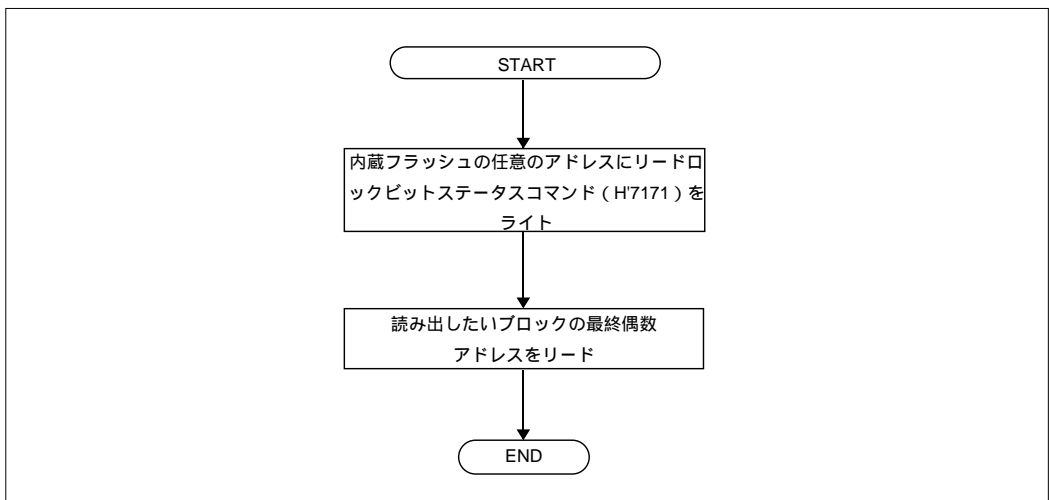 START
内蔵フラッシュの任意のアドレスにリードロ
ックビットステータスコマンド（H'7171）を
ライト
読み出したいブロックの最終偶数
アドレスをリード
END